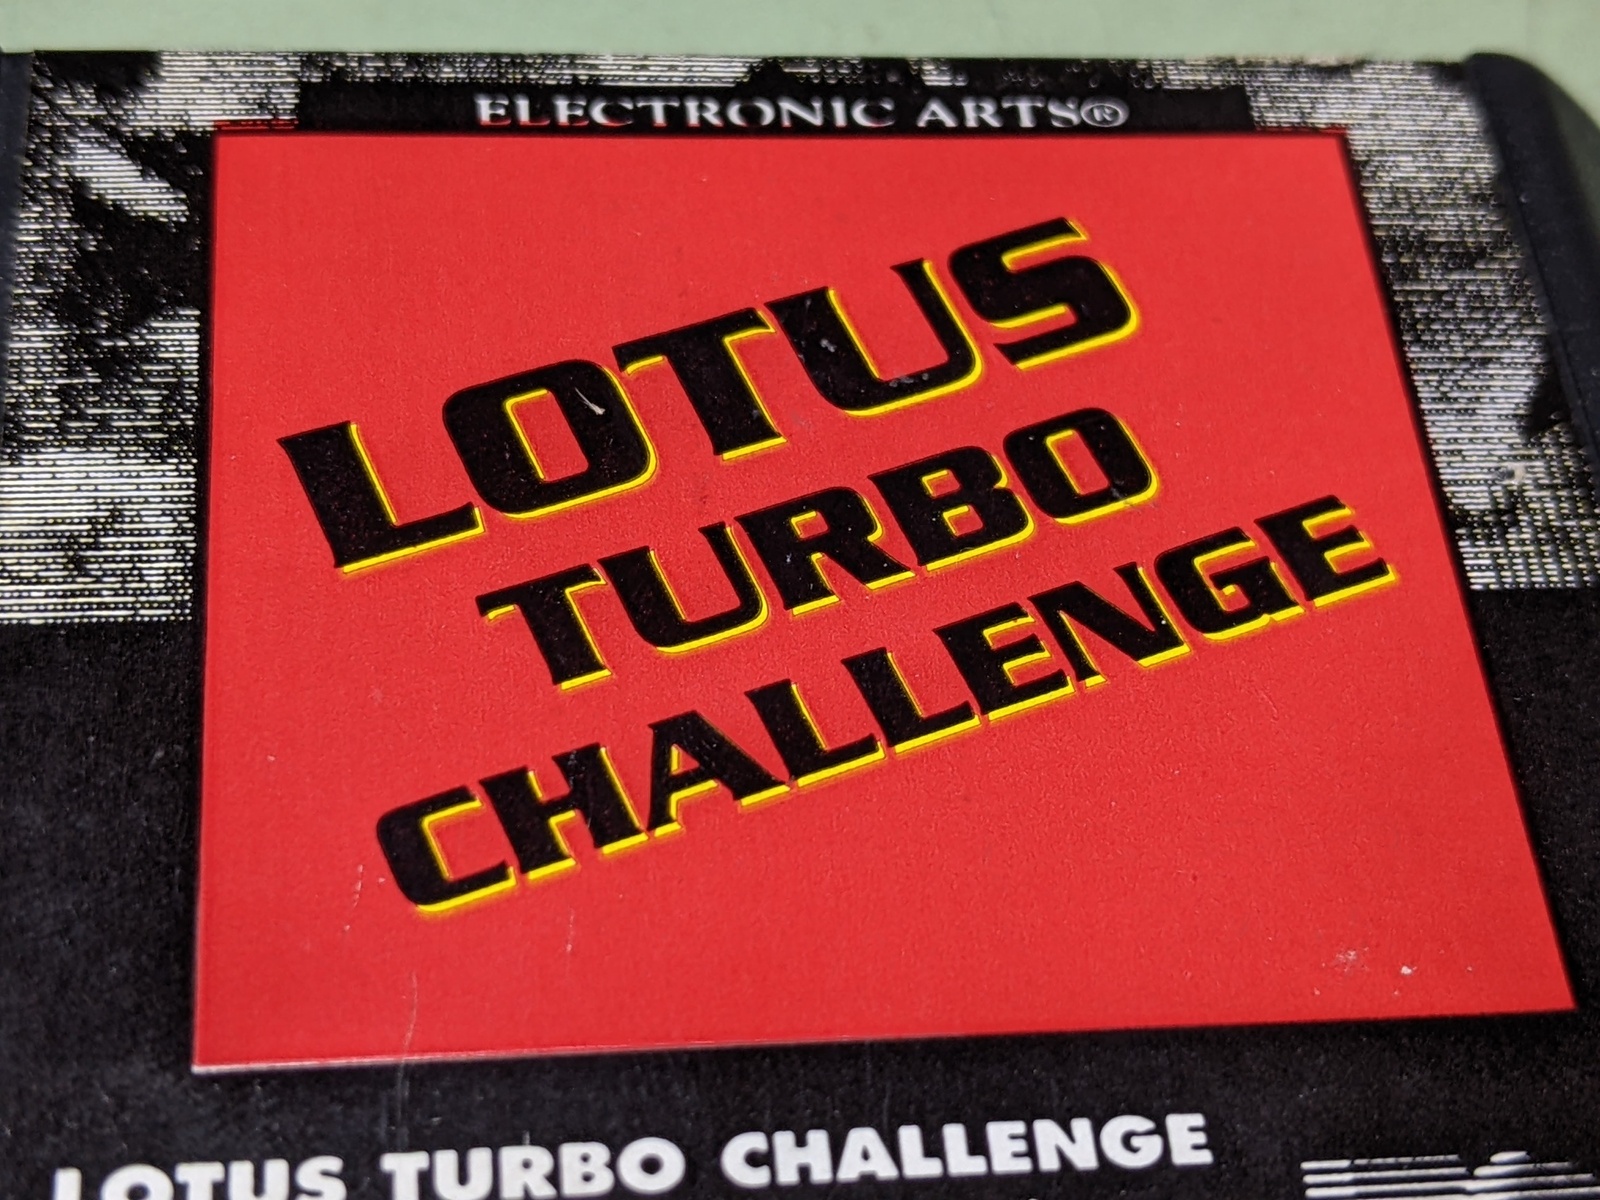 ELECTRONIC ARTS®
LOTUS
TURBO
CHALLENGE
LOTUS TURBO CHALLENGE